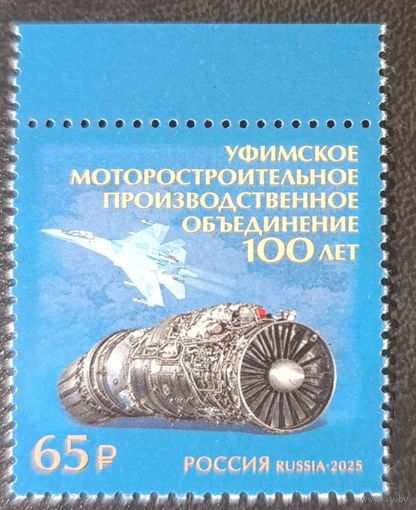 УФИМСКОЕ
МОТОРОСТРОИТЕЛЬНОЕ
ПРОИЗВОДСТВЕННОЕ
ОБЪЕДИНЕНИЕ
100 ЛЕТ
65 ₽
РОССИЯ RUSSIA·2025